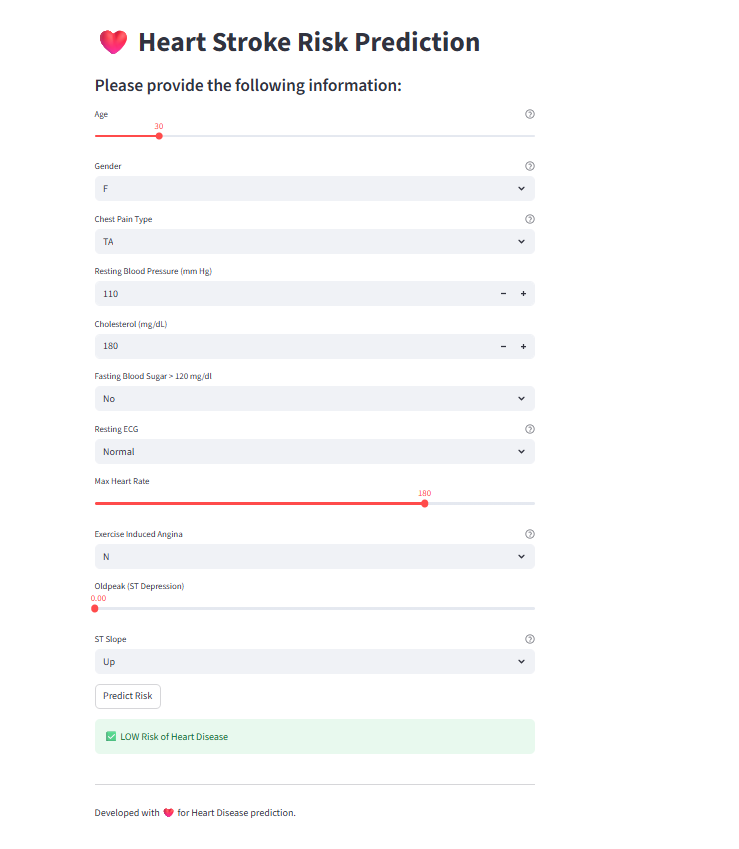 Heart Stroke Risk Prediction
Please provide the following information:
Age
30
Gender
F
Chest Pain Type
TA
Resting Blood Pressure (mm Hg)
110
Cholesterol (mg/dL)
180
Fasting Blood Sugar > 120 mg/dl
No
Resting ECG
Normal
Max Heart Rate
180
Exercise Induced Angina
N
Oldpeak (ST Depression)
0.00
ST Slope
Up
Predict Risk
✅ LOW Risk of Heart Disease
Developed with ❤️ for Heart Disease prediction.